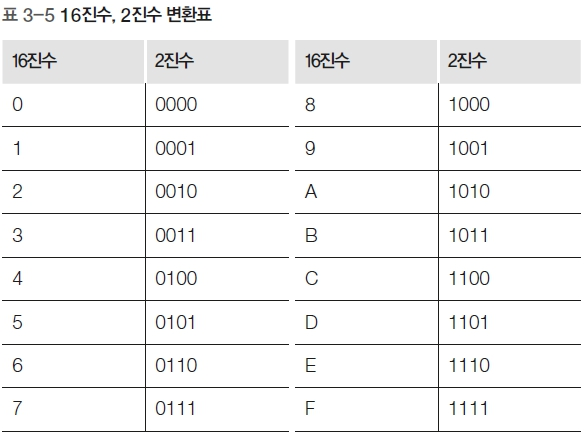 표 3-5 16진수, 2진수 변환표
16진수 2진수 16진수 2진수
0 0000 8 1000
1 0001 9 1001
2 0010 A 1010
3 0011 B 1011
4 0100 C 1100
5 0101 D 1101
6 0110 E 1110
7 0111 F 1111